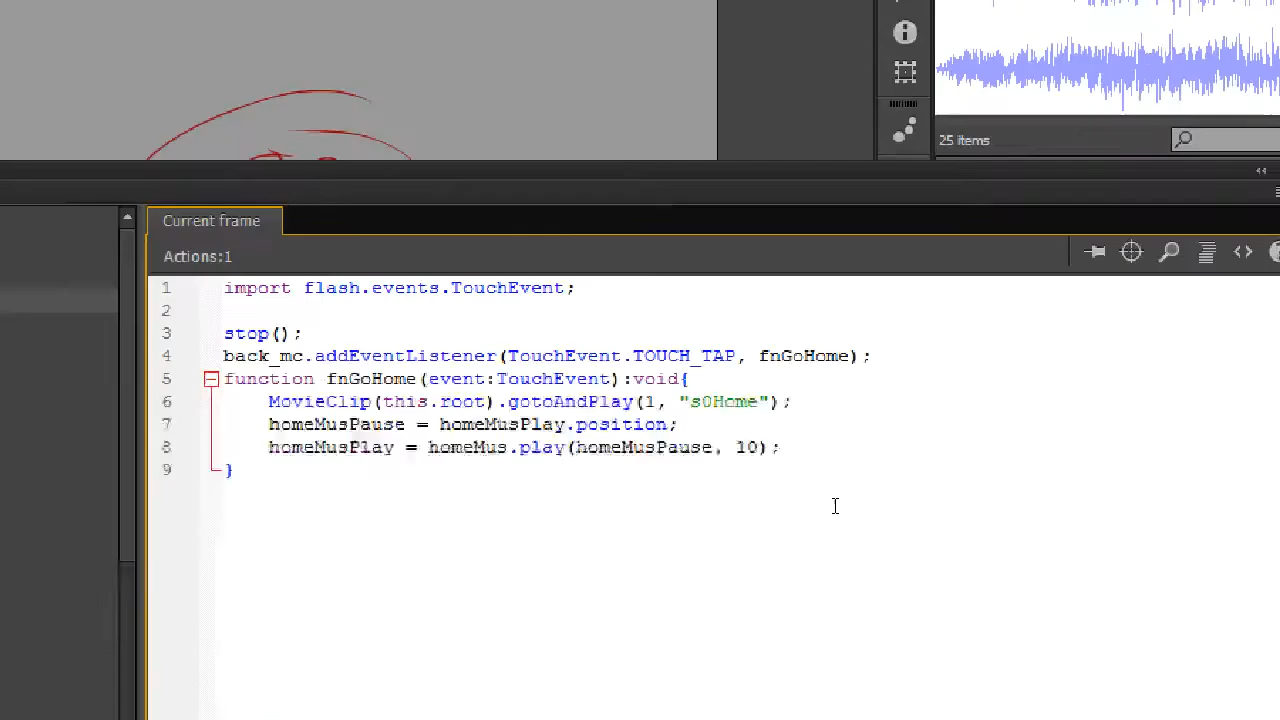 25 items
Current frame
Actions:1
1 import flash.events.TouchEvent;
2
3 stop();
4 back_mc.addEventListener(TouchEvent.TOUCH_TAP, fnGoHome);
5 function fnGoHome(event:TouchEvent):void{
6 MovieClip(this.root).gotoAndPlay(1, "s0Home");
7 homeMusPause = homeMusPlay.position;
8 homeMusPlay = homeMus.play(homeMusPause, 10);
9 }